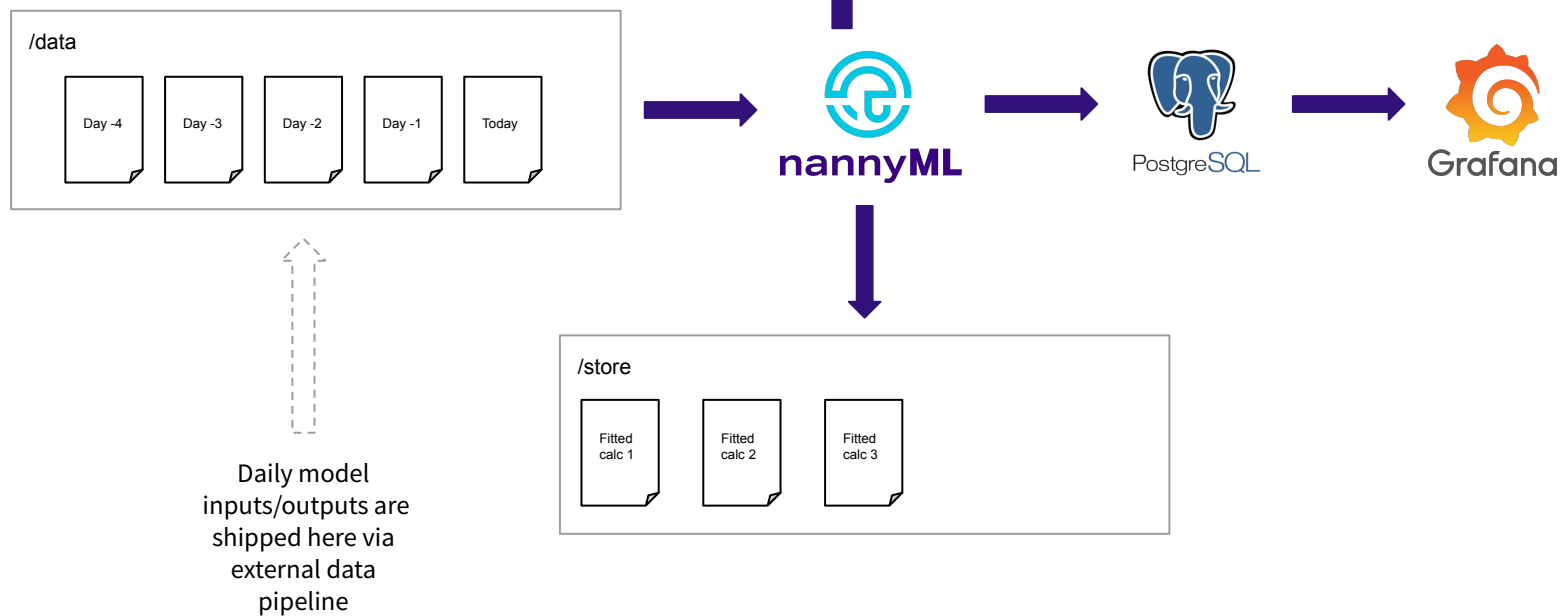 /data
Day -4
Day -3
Day -2
Day -1
Today
nannyML
PostgreSQL
Grafana
/store
Fitted
calc 1
Fitted
calc 2
Fitted
calc 3
Daily model
inputs/outputs are
shipped here via
external data
pipeline